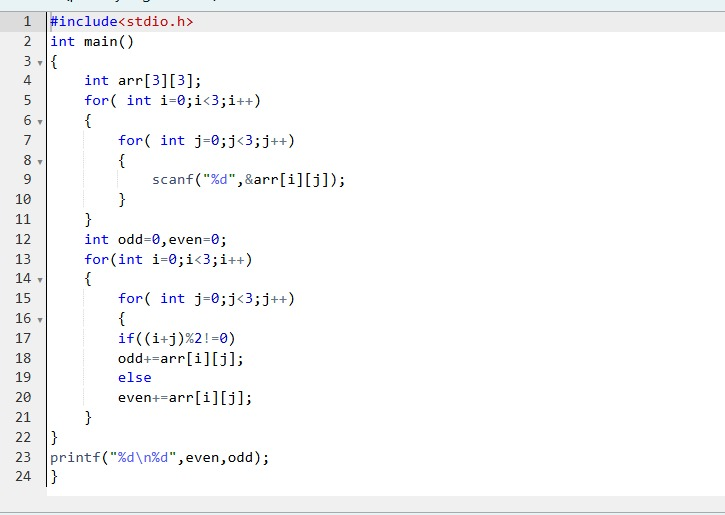 1 #include<stdio.h>
2 int main()
3 {
4 int arr[3][3];
5 for( int i=0;i<3;i++)
6 {
7 for( int j=0;j<3;j++)
8 {
9 scanf("%d",&arr[i][j]);
10 }
11 }
12 int odd=0,even=0;
13 for(int i=0;i<3;i++)
14 {
15 for( int j=0;j<3;j++)
16 {
17 if((i+j)%2!=0)
18 odd+=arr[i][j];
19 else
20 even+=arr[i][j];
21 }
22 }
23 printf("%d\n%d",even,odd);
24 }